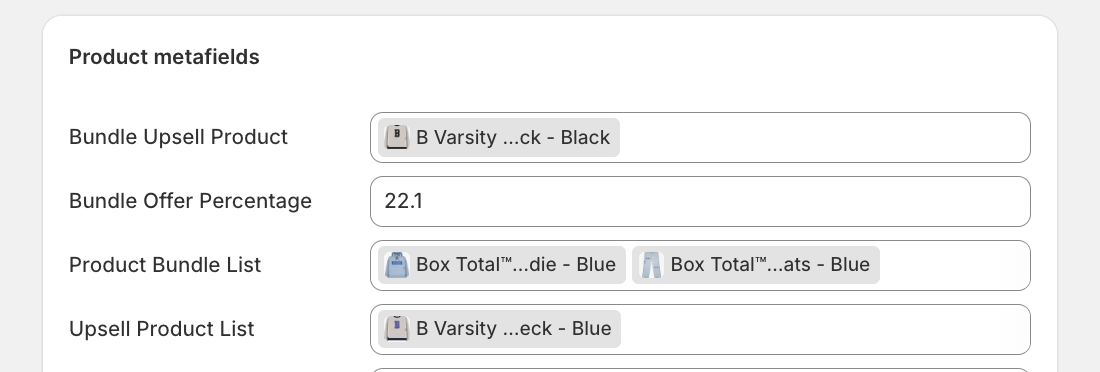 Product metafields
Bundle Upsell Product
B Varsity ...ck - Black
Bundle Offer Percentage
22.1
Product Bundle List
Box Total™...die - Blue
Box Total™...ats - Blue
Upsell Product List
B Varsity ...eck - Blue